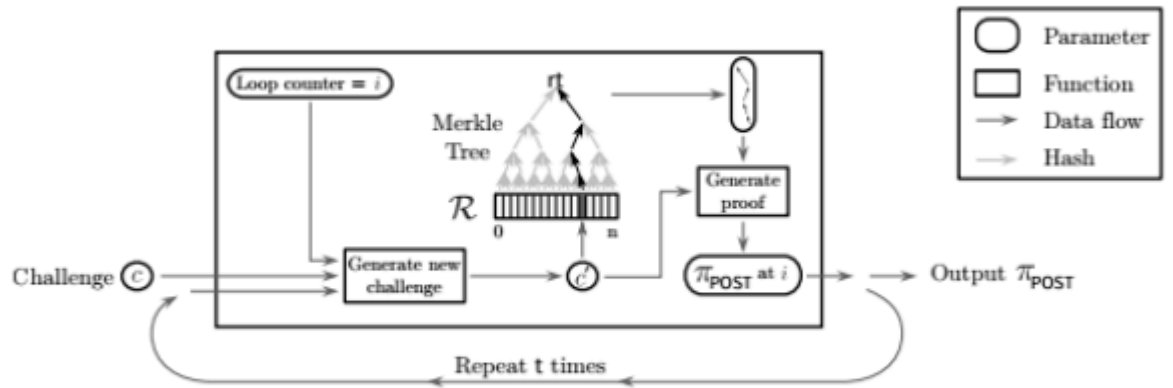 Loop counter = i
rt
Merkle
Tree
R
0
n
Generate
proof
Challenge c
Generate new
challenge
c′
π_POST at i
Output π_POST
Repeat t times
Parameter
Function
Data flow
Hash